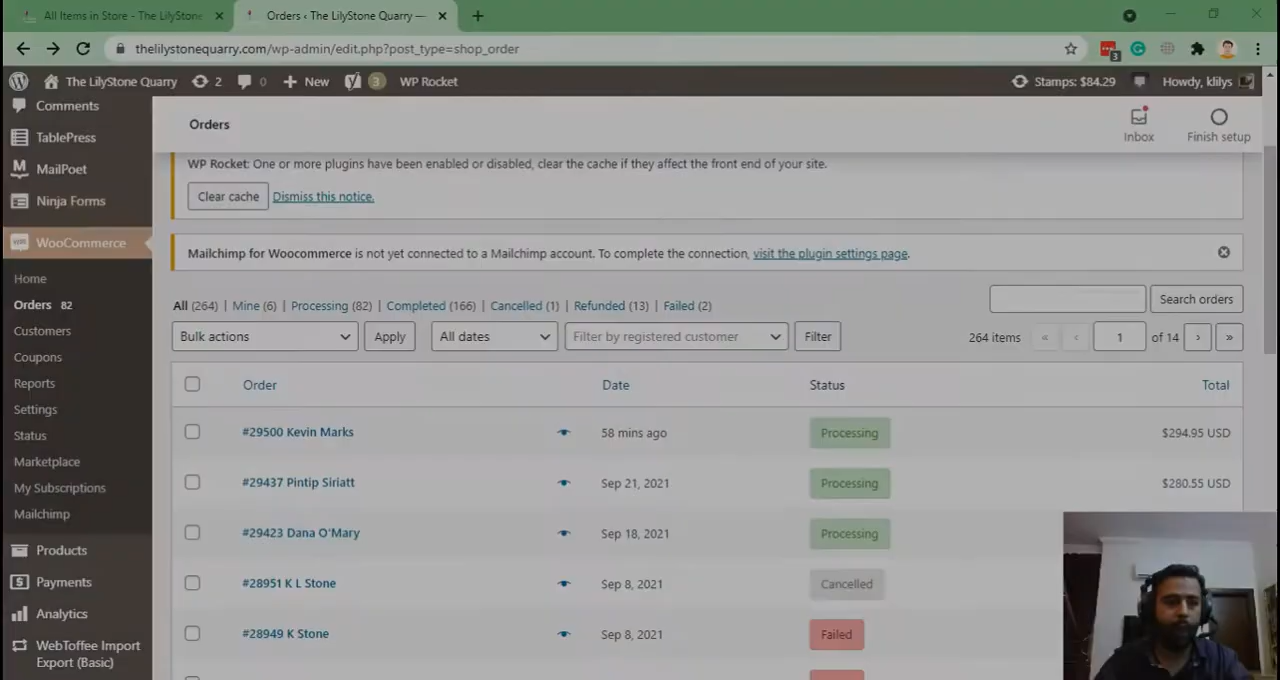 All Items in Store - The LilyStone
Orders ‹ The LilyStone Quarry —
thelilystonequarry.com/wp-admin/edit.php?post_type=shop_order
3
The LilyStone Quarry 2 0 New 3 WP Rocket Stamps: $84.29 Howdy, klilys
Comments
TablePress
MailPoet
Ninja Forms
WooCommerce
Home
Orders 82
Customers
Coupons
Reports
Settings
Status
Marketplace
My Subscriptions
Mailchimp
Products
Payments
Analytics
WebToffee Import
Export (Basic)
Orders
Inbox
Finish setup
WP Rocket: One or more plugins have been enabled or disabled, clear the cache if they affect the front end of your site.
Clear cache Dismiss this notice.
Mailchimp for Woocommerce is not yet connected to a Mailchimp account. To complete the connection, visit the plugin settings page.
All (264) | Mine (6) | Processing (82) | Completed (166) | Cancelled (1) | Refunded (13) | Failed (2)
Search orders
Bulk actions Apply All dates Filter by registered customer Filter 264 items « ‹ 1 of 14 › »
Order Date Status Total
#29500 Kevin Marks 58 mins ago Processing $294.95 USD
#29437 Pintip Siriatt Sep 21, 2021 Processing $280.55 USD
#29423 Dana O'Mary Sep 18, 2021 Processing
#28951 K L Stone Sep 8, 2021 Cancelled
#28949 K Stone Sep 8, 2021 Failed